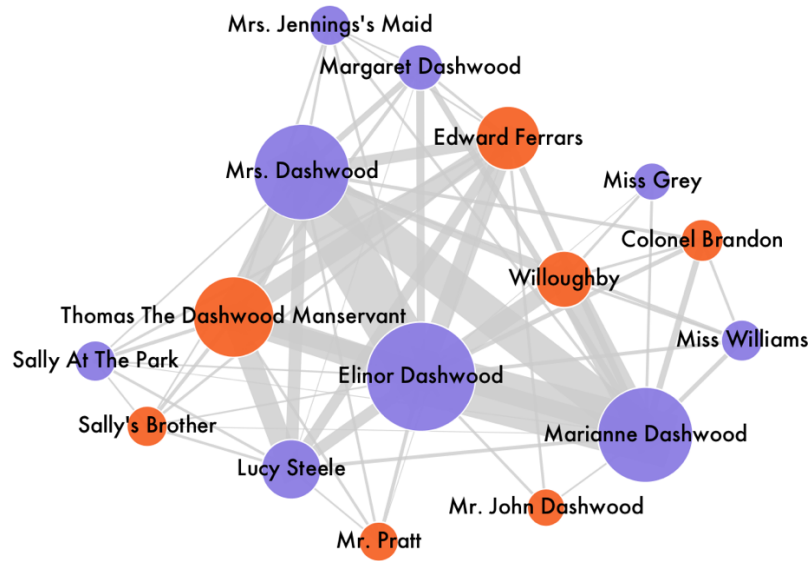 Mrs. Jennings's Maid
Margaret Dashwood
Edward Ferrars
Mrs. Dashwood
Miss Grey
Colonel Brandon
Willoughby
Thomas The Dashwood Manservant
Miss Williams
Sally At The Park
Elinor Dashwood
Sally's Brother
Marianne Dashwood
Lucy Steele
Mr. John Dashwood
Mr. Pratt